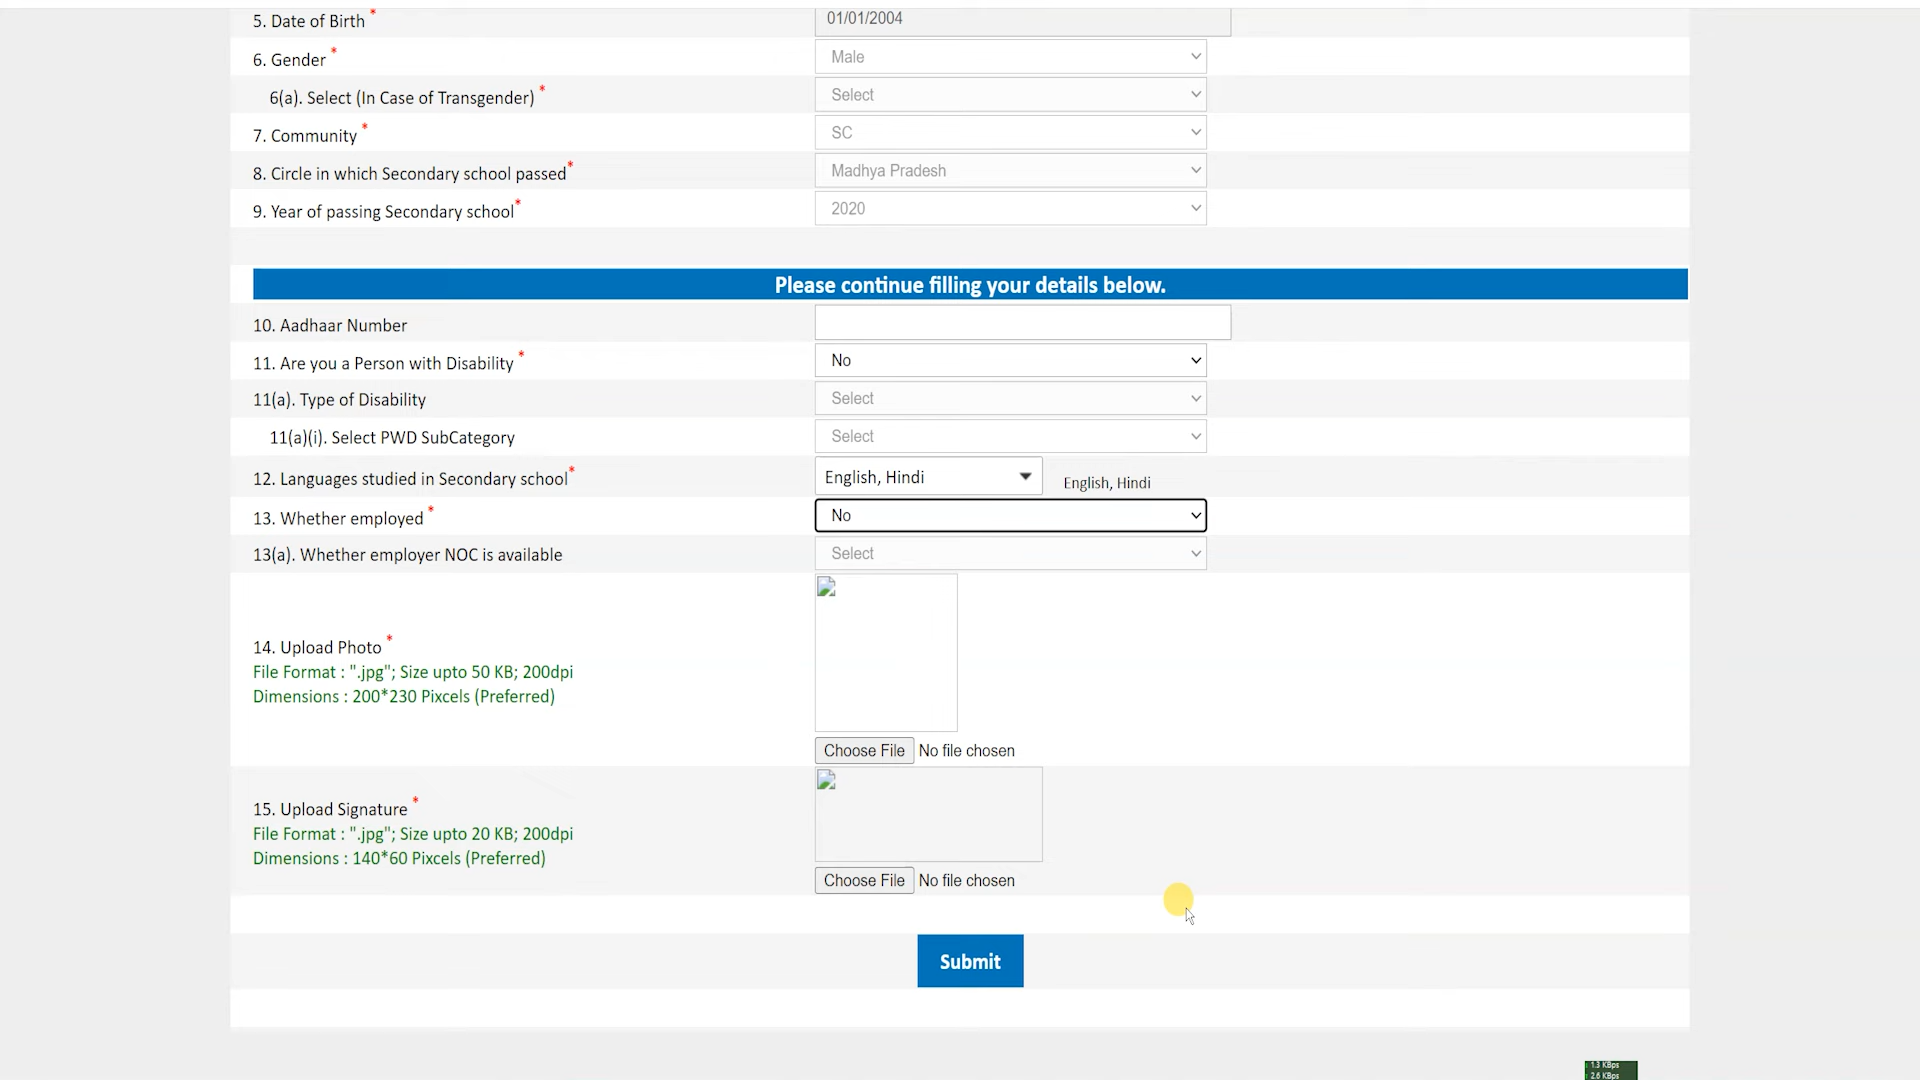 5. Date of Birth * 01/01/2004
6. Gender * Male
6(a). Select (In Case of Transgender) * Select
7. Community * SC
8. Circle in which Secondary school passed* Madhya Pradesh
9. Year of passing Secondary school* 2020
Please continue filling your details below.
10. Aadhaar Number
11. Are you a Person with Disability * No
11(a). Type of Disability Select
11(a)(i). Select PWD SubCategory Select
12. Languages studied in Secondary school* English, Hindi English, Hindi
13. Whether employed * No
13(a). Whether employer NOC is available Select
14. Upload Photo *
File Format : ".jpg"; Size upto 50 KB; 200dpi
Dimensions : 200*230 Pixcels (Preferred)
Choose File No file chosen
15. Upload Signature *
File Format : ".jpg"; Size upto 20 KB; 200dpi
Dimensions : 140*60 Pixcels (Preferred)
Choose File No file chosen
Submit
1.3 KBps
2.6 KBps